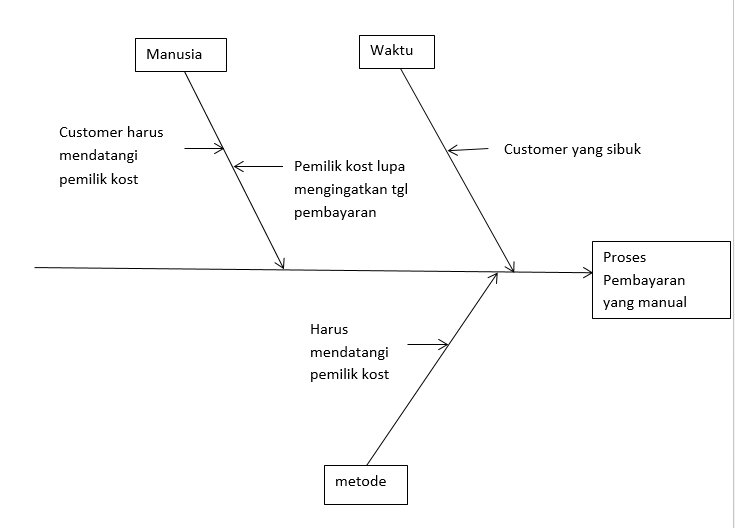 Manusia
Waktu
Customer harus
mendatangi
pemilik kost
Pemilik kost lupa
mengingatkan tgl
pembayaran
Customer yang sibuk
Proses
Pembayaran
yang manual
Harus
mendatangi
pemilik kost
metode